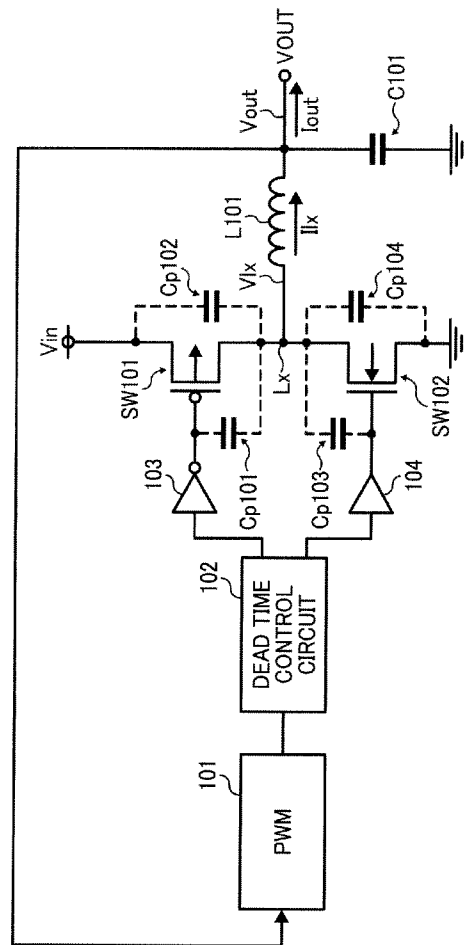 Vin
SW101
Cp102
103
Cp101
Lx
Vlx
L101
Ilx
Vout
VOUT
Iout
C101
101
PWM
102
DEAD TIME
CONTROL
CIRCUIT
Cp103
104
SW102
Cp104